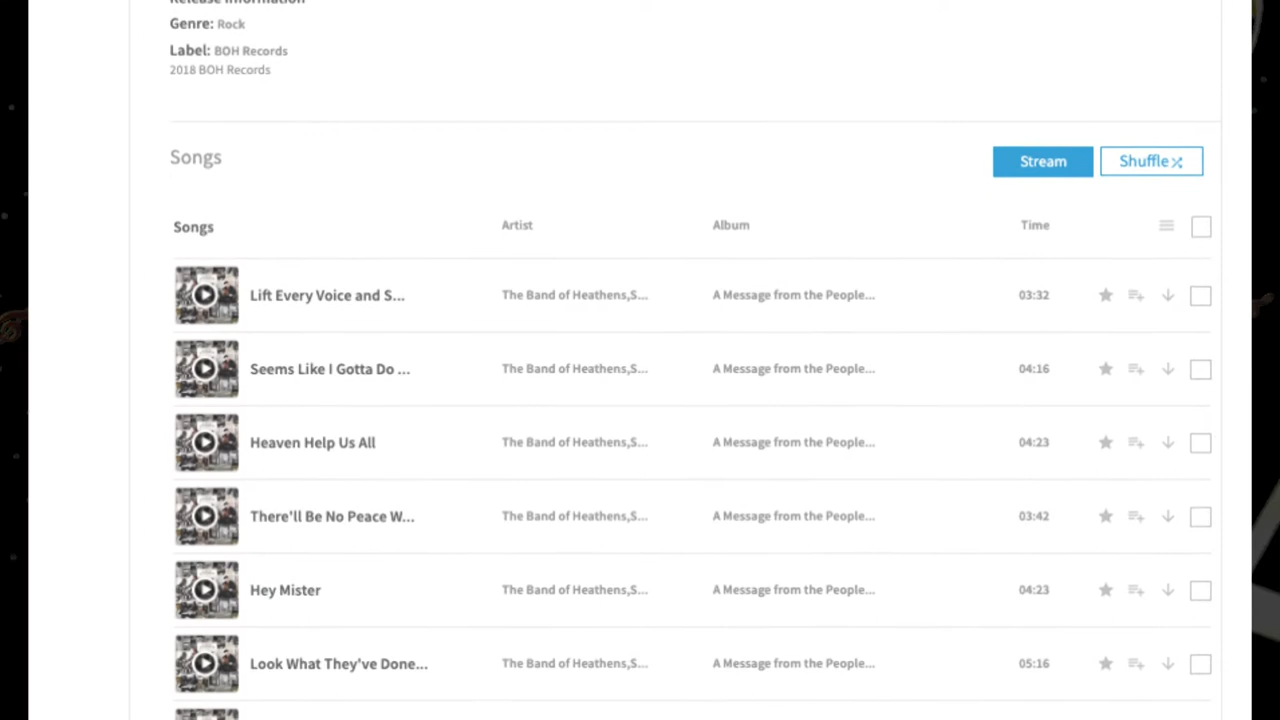 Release Information
Genre: Rock
Label: BOH Records
2018 BOH Records
Songs
Stream
Shuffle
Songs Artist Album Time
Lift Every Voice and S... The Band of Heathens,S... A Message from the People... 03:32
Seems Like I Gotta Do ... The Band of Heathens,S... A Message from the People... 04:16
Heaven Help Us All The Band of Heathens,S... A Message from the People... 04:23
There'll Be No Peace W... The Band of Heathens,S... A Message from the People... 03:42
Hey Mister The Band of Heathens,S... A Message from the People... 04:23
Look What They've Done... The Band of Heathens,S... A Message from the People... 05:16